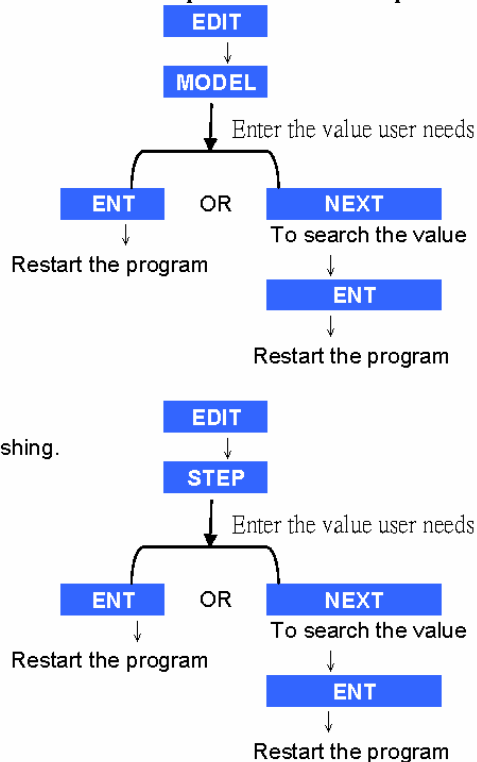 EDIT
MODEL
Enter the value user needs
ENT OR NEXT
To search the value
Restart the program
ENT
Restart the program
EDIT
shing.
STEP
Enter the value user needs
ENT OR NEXT
To search the value
Restart the program
ENT
Restart the program